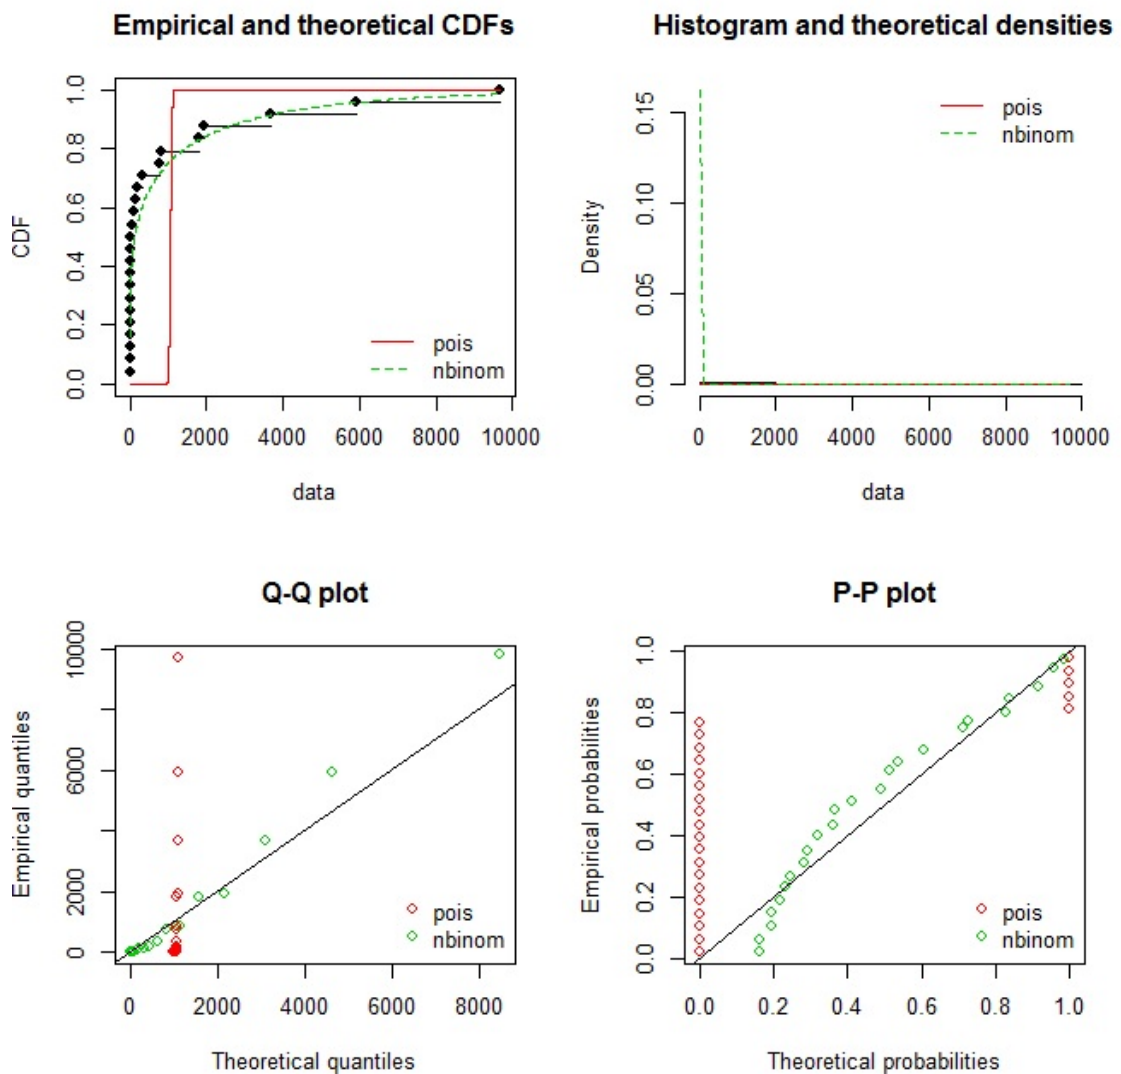 Empirical and theoretical CDFs
CDF
0.0 0.2 0.4 0.6 0.8 1.0
pois
nbinom
0 2000 4000 6000 8000 10000
data
Histogram and theoretical densities
Density
0.00 0.05 0.10 0.15
pois
nbinom
0 2000 4000 6000 8000 10000
data
Q-Q plot
Empirical quantiles
0 2000 6000 10000
pois
nbinom
0 2000 4000 6000 8000
Theoretical quantiles
P-P plot
Empirical probabilities
0.0 0.2 0.4 0.6 0.8 1.0
pois
nbinom
0.0 0.2 0.4 0.6 0.8 1.0
Theoretical probabilities